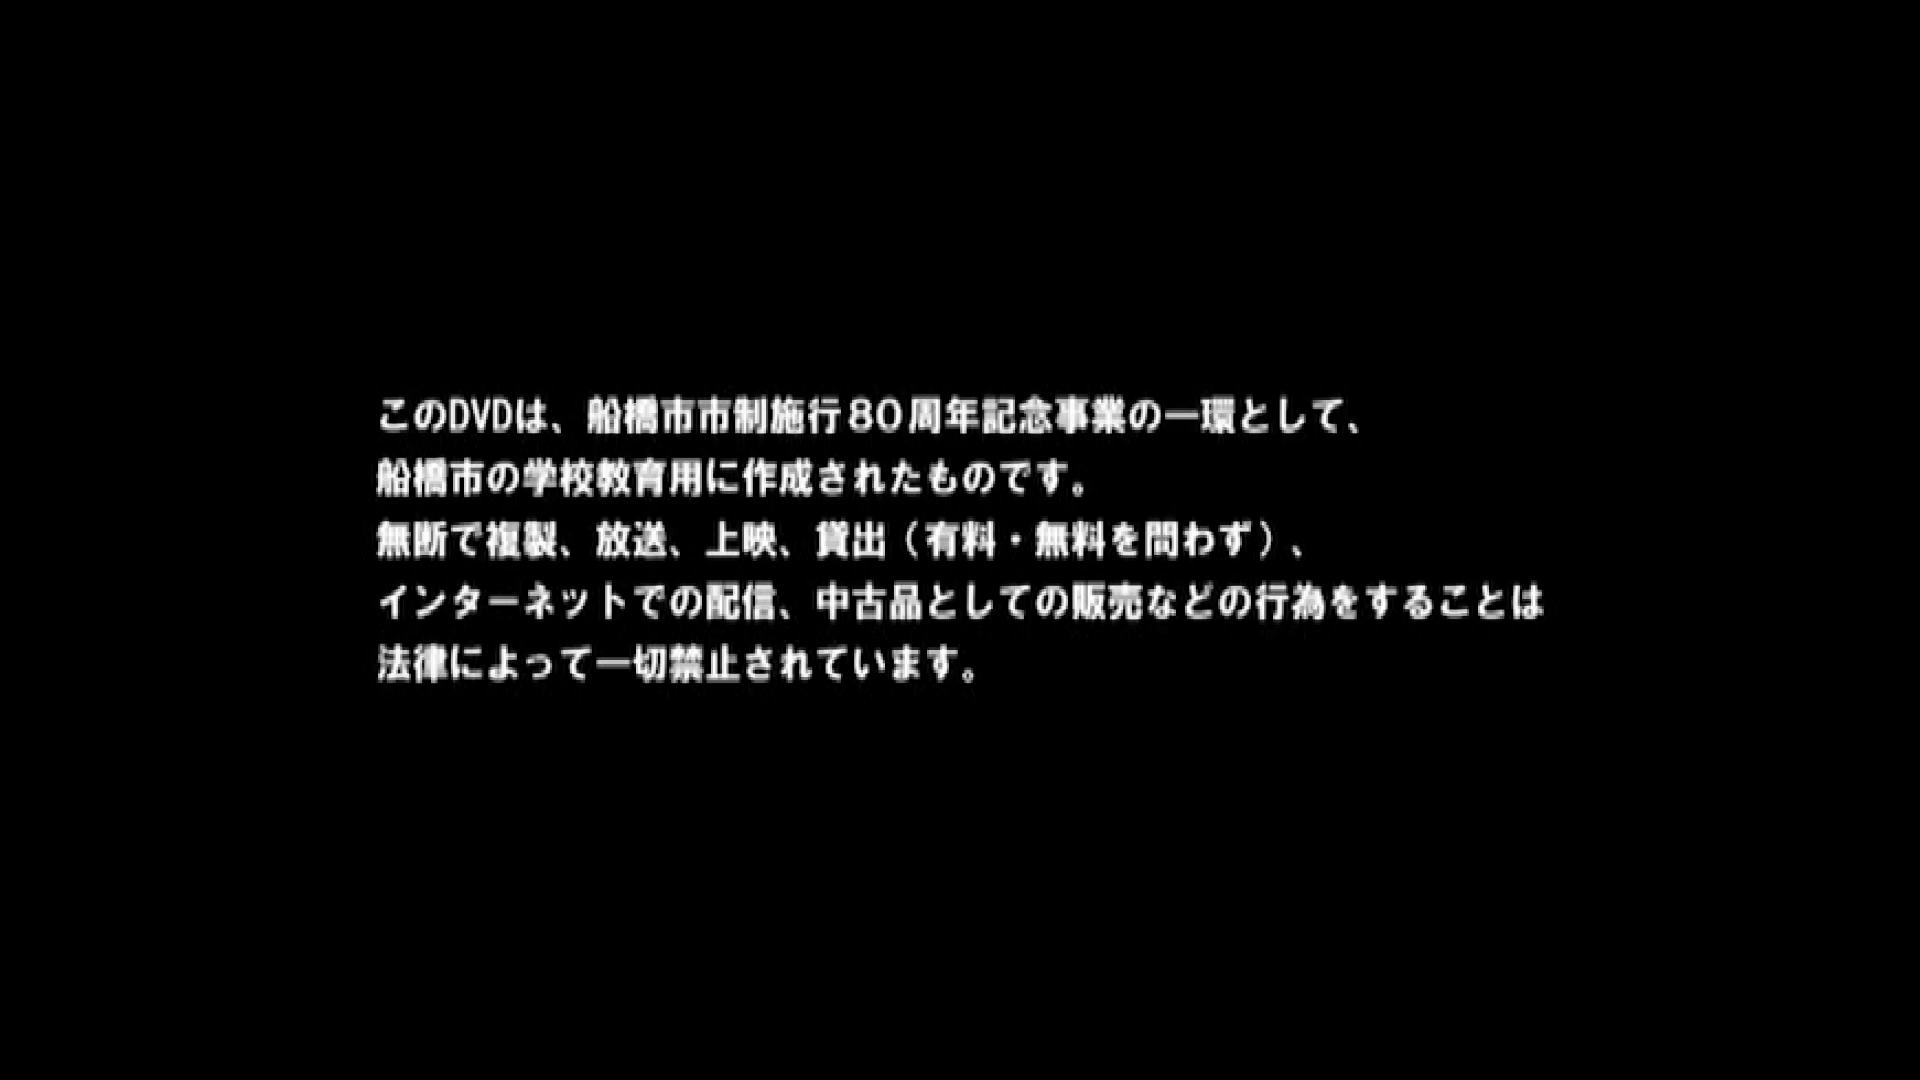 このDVDは、船橋市市制施行80周年記念事業の一環として、
船橋市の学校教育用に作成されたものです。
無断で複製、放送、上映、貸出（有料・無料を問わず）、
インターネットでの配信、中古品としての販売などの行為をすることは
法律によって一切禁止されています。